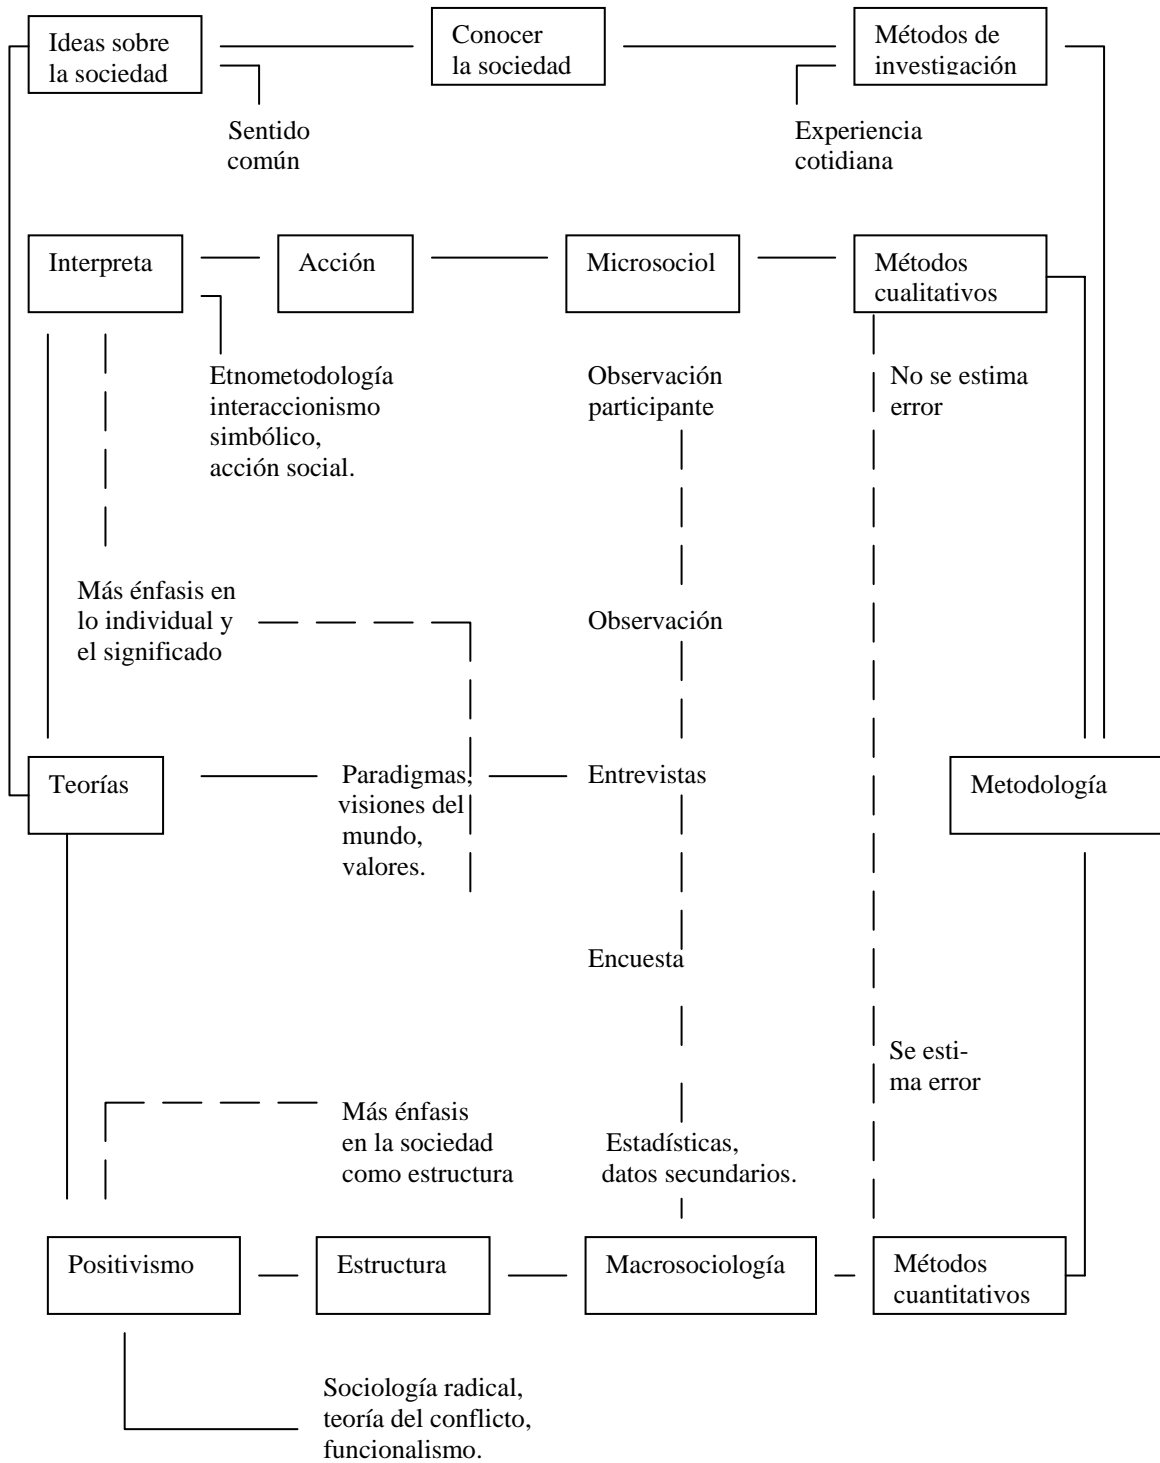 Ideas sobre
la sociedad
Conocer
la sociedad
Métodos de
investigación
Sentido
común
Experiencia
cotidiana
Interpreta
Acción
Microsociol
Métodos
cualitativos
Etnometodología
interaccionismo
simbólico,
acción social.
Observación
participante
No se estima
error
Más énfasis en
lo individual y
el significado
Observación
Teorías
Paradigmas,
visiones del
mundo,
valores.
Entrevistas
Metodología
Encuesta
Se esti-
ma error
Más énfasis
en la sociedad
como estructura
Estadísticas,
datos secundarios.
Positivismo
Estructura
Macrosociología
Métodos
cuantitativos
Sociología radical,
teoría del conflicto,
funcionalismo.